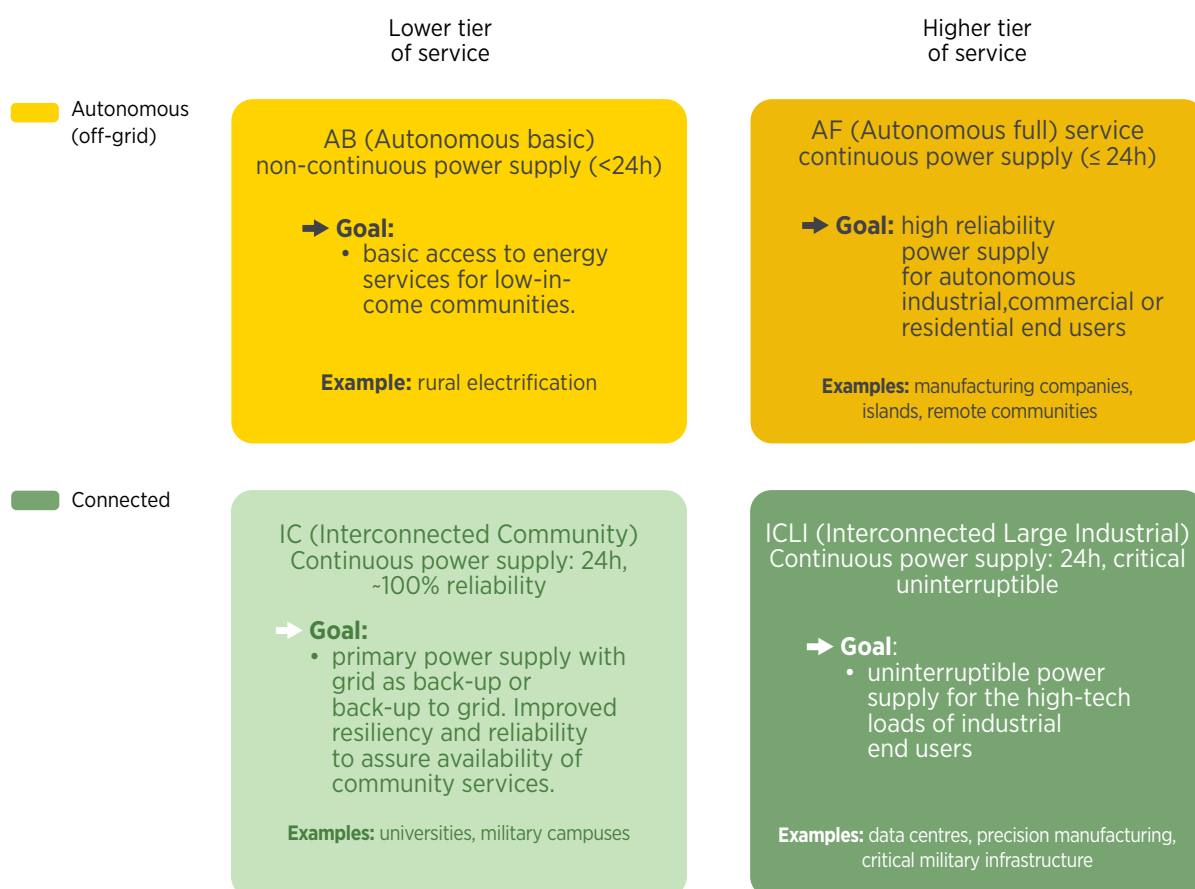 Lower tier
of service
Higher tier
of service
Autonomous
(off-grid)
AB (Autonomous basic)
non-continuous power supply (<24h)
Goal:
• basic access to energy
services for low-in-
come communities.
Example: rural electrification
AF (Autonomous full) service
continuous power supply (≤ 24h)
Goal: high reliability
power supply
for autonomous
industrial,commercial or
residential end users
Examples: manufacturing companies,
islands, remote communities
Connected
IC (Interconnected Community)
Continuous power supply: 24h,
~100% reliability
Goal:
• primary power supply with
grid as back-up or
back-up to grid. Improved
resiliency and reliability
to assure availability of
community services.
Examples: universities, military campuses
ICLI (Interconnected Large Industrial)
Continuous power supply: 24h, critical
uninterruptible
Goal:
• uninterruptible power
supply for the high-tech
loads of industrial
end users
Examples: data centres, precision manufacturing,
critical military infrastructure